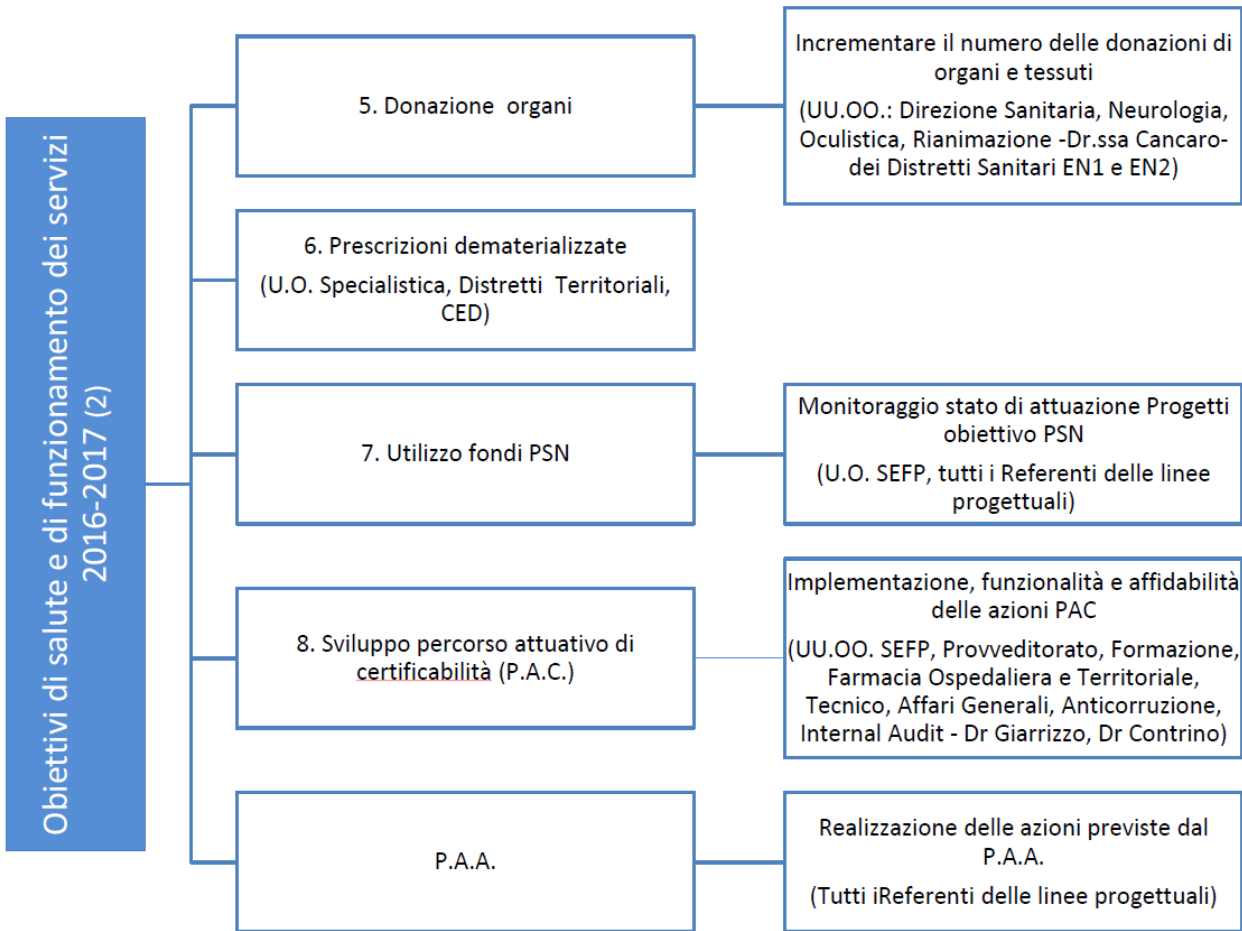 Obiettivi di salute e di funzionamento dei servizi
2016-2017 (2)
5. Donazione organi
Incrementare il numero delle donazioni di
organi e tessuti
(UU.OO.: Direzione Sanitaria, Neurologia,
Oculistica, Rianimazione -Dr.ssa Cancaro-
dei Distretti Sanitari EN1 e EN2)
6. Prescrizioni dematerializzate
(U.O. Specialistica, Distretti Territoriali,
CED)
7. Utilizzo fondi PSN
Monitoraggio stato di attuazione Progetti
obiettivo PSN
(U.O. SEFP, tutti i Referenti delle linee
progettuali)
8. Sviluppo percorso attuativo di
certificabilità (P.A.C.)
Implementazione, funzionalità e affidabilità
delle azioni PAC
(UU.OO. SEFP, Provveditorato, Formazione,
Farmacia Ospedaliera e Territoriale,
Tecnico, Affari Generali, Anticorruzione,
Internal Audit - Dr Giarrizzo, Dr Contrino)
P.A.A.
Realizzazione delle azioni previste dal
P.A.A.
(Tutti iReferenti delle linee progettuali)